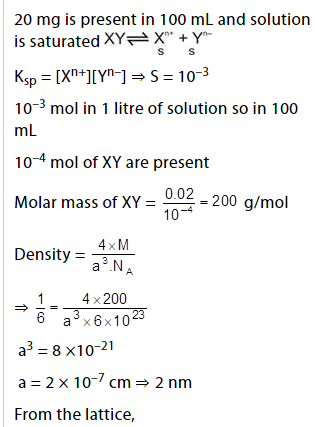 20 mg is present in 100 mL and solution
is saturated XY ⇌ Xⁿ⁺ + Yⁿ⁻
S S
Ksp = [Xⁿ⁺][Yⁿ⁻] ⇒ S = 10⁻³
10⁻³ mol in 1 litre of solution so in 100
mL
10⁻⁴ mol of XY are present
Molar mass of XY = 0.02/10⁻⁴ = 200 g/mol
Density = 4×M/a³.N_A
⇒ 1/6 = 4×200/a³×6×10²³
a³ = 8 ×10⁻²¹
a = 2 × 10⁻⁷ cm ⇒ 2 nm
From the lattice,